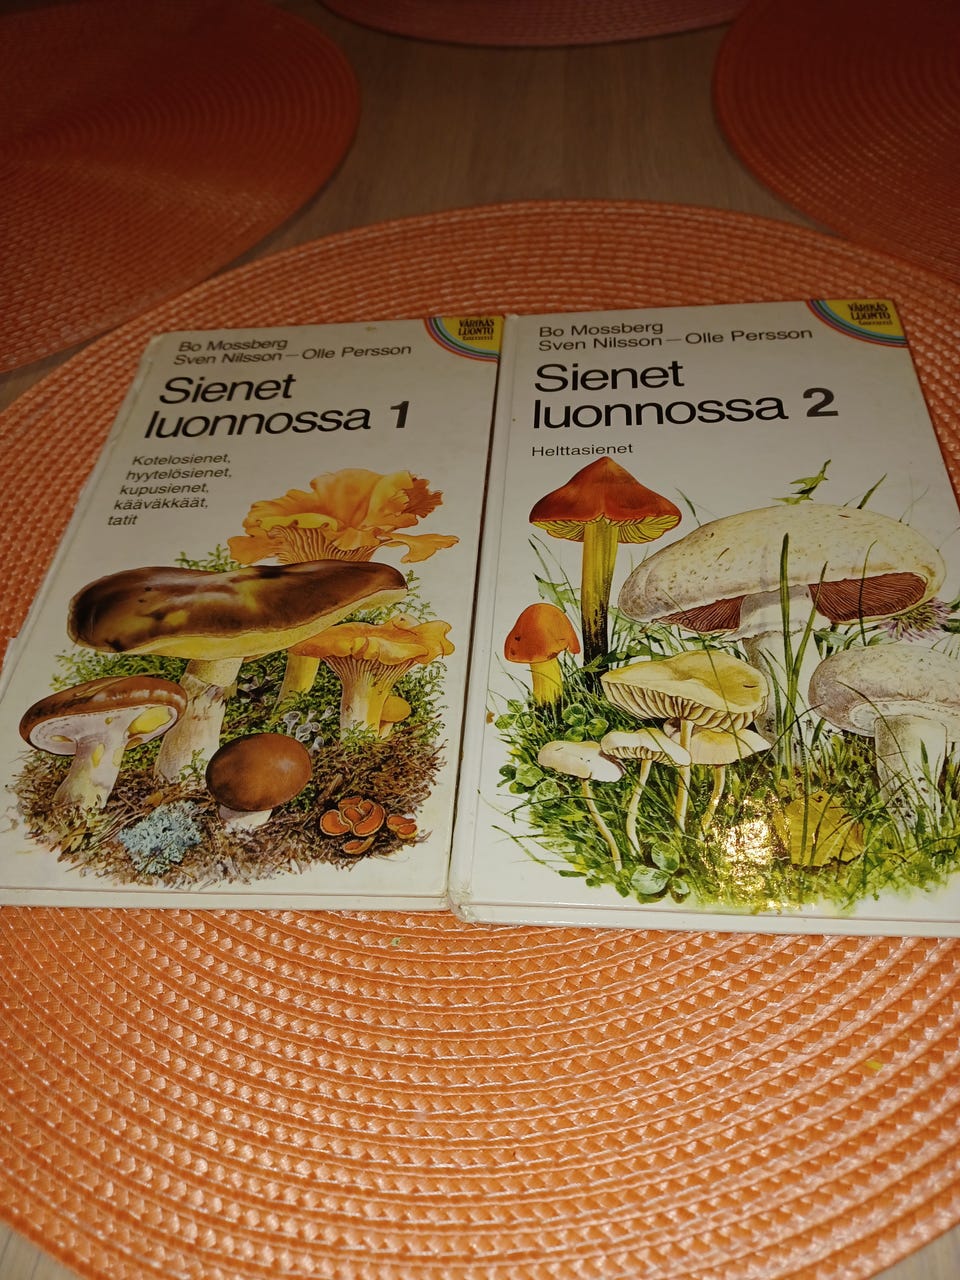 Bo Mossberg
Sven Nilsson—Olle Persson
Sienet
luonnossa 1
Kotelosienet,
hyytelösienet,
kupusienet,
kääväkkäät,
tatit
VÄRIKÄS
LUONTO
Bo Mossberg
Sven Nilsson—Olle Persson
Sienet
luonnossa 2
Helttasienet
VÄRIKÄS
LUONTO